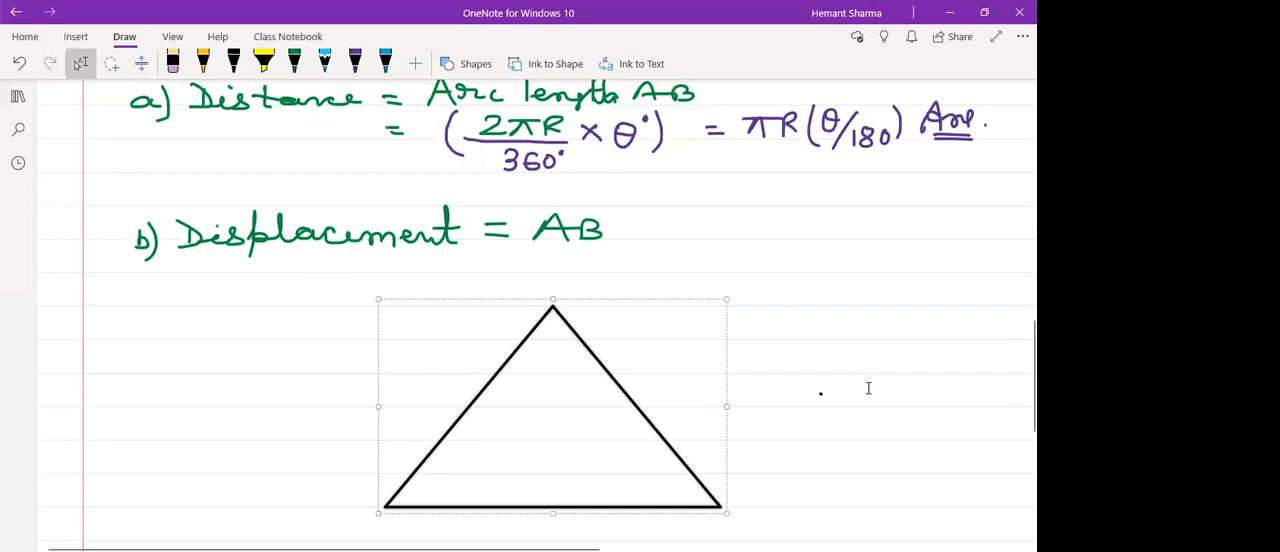 OneNote for Windows 10
Hemant Sharma
Home Insert Draw View Help Class Notebook
Share
Shapes Ink to Shape Ink to Text
a) Distance = Arc length AB
= (2πR/360° × θ°) = πR(θ/180) Ans.
b) Displacement = AB